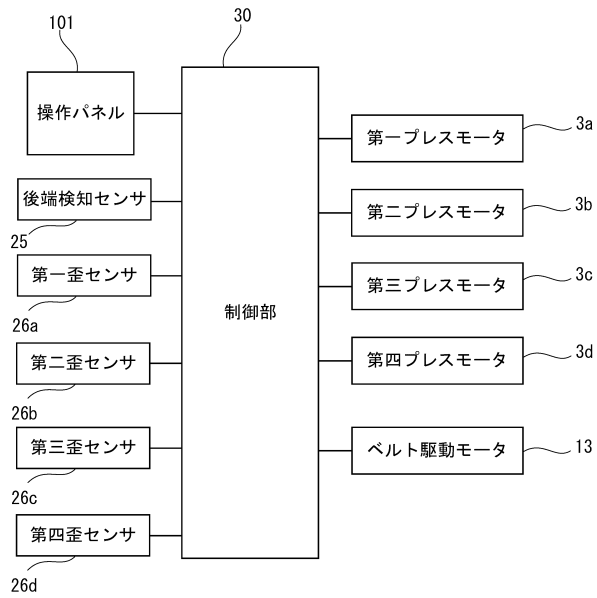 101
30
操作パネル
後端検知センサ
25
第一歪センサ
26a
第二歪センサ
26b
第三歪センサ
26c
第四歪センサ
26d
制御部
第一プレスモータ
3a
第二プレスモータ
3b
第三プレスモータ
3c
第四プレスモータ
3d
ベルト駆動モータ
13